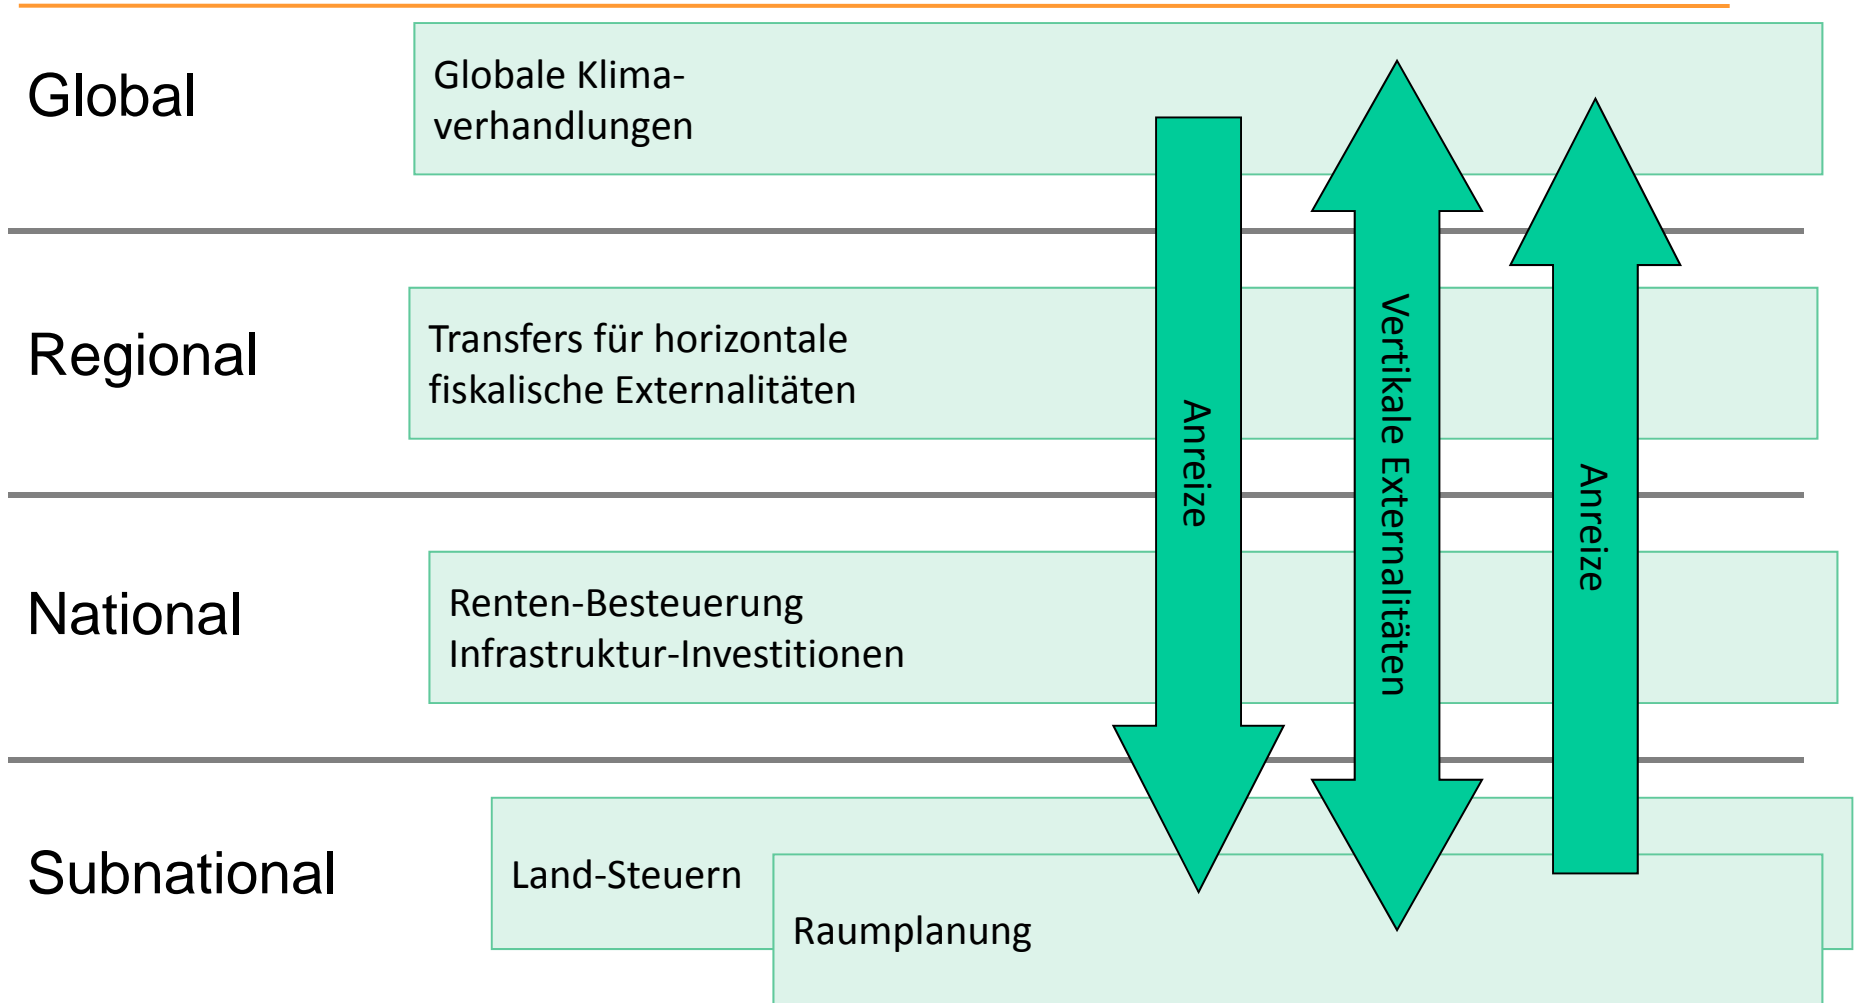 Global
Globale Klima-
verhandlungen
Regional
Transfers für horizontale
fiskalische Externalitäten
National
Renten-Besteuerung
Infrastruktur-Investitionen
Subnational
Land-Steuern
Raumplanung
Anreize
Vertikale Externalitäten
Anreize